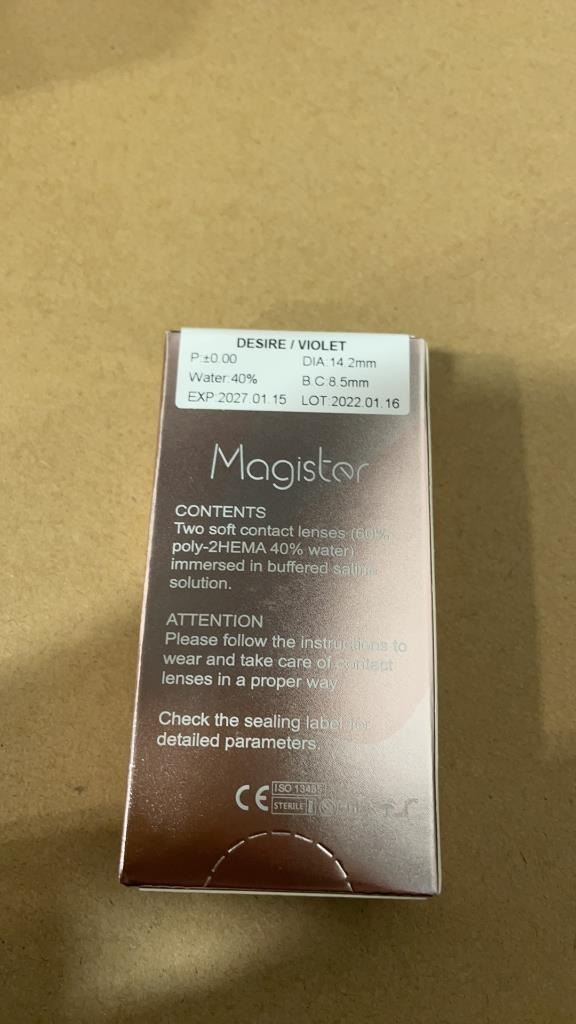 DESIRE / VIOLET
P:±0.00 DIA:14.2mm
Water:40% B.C:8.5mm
EXP:2027.01.15 LOT:2022.01.16
Magister
CONTENTS
Two soft contact lenses (60%
poly-2HEMA 40% water)
immersed in buffered saline
solution.
ATTENTION
Please follow the instructions to
wear and take care of contact
lenses in a proper way
Check the sealing label for
detailed parameters.
CE ISO 13485
STERILE